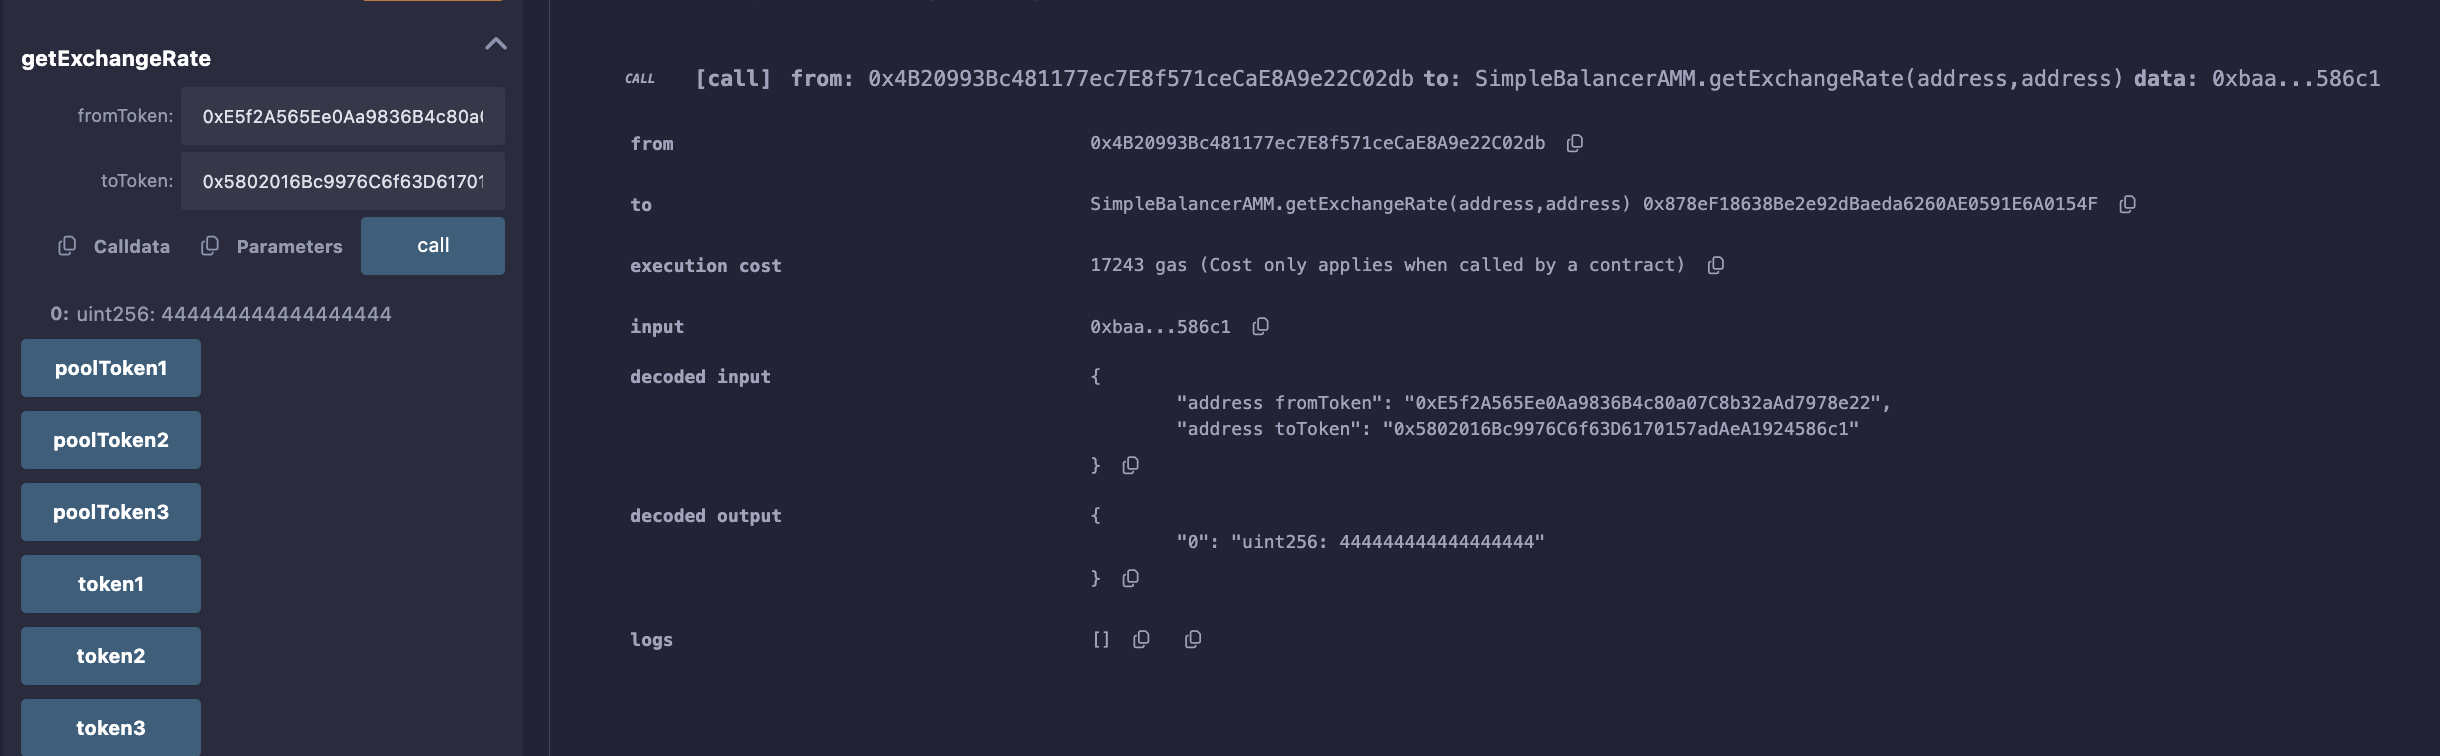 getExchangeRate
fromToken: 0xE5f2A565Ee0Aa9836B4c80a
toToken: 0x5802016Bc9976C6f63D61701
Calldata Parameters call
0: uint256: 444444444444444444
poolToken1
poolToken2
poolToken3
token1
token2
token3
CALL [call] from: 0x4B20993Bc481177ec7E8f571ceCaE8A9e22C02db to: SimpleBalancerAMM.getExchangeRate(address,address) data: 0xbaa...586c1
from 0x4B20993Bc481177ec7E8f571ceCaE8A9e22C02db
to SimpleBalancerAMM.getExchangeRate(address,address) 0x878eF18638Be2e92dBaeda6260AE0591E6A0154F
execution cost 17243 gas (Cost only applies when called by a contract)
input 0xbaa...586c1
decoded input {
"address fromToken": "0xE5f2A565Ee0Aa9836B4c80a07C8b32aAd7978e22",
"address toToken": "0x5802016Bc9976C6f63D6170157adAeA1924586c1"
}
decoded output {
"0": "uint256: 444444444444444444"
}
logs []